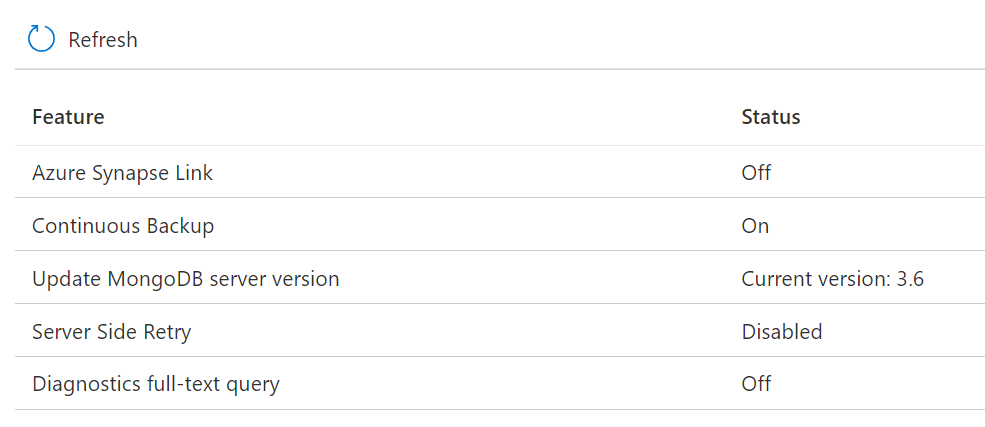 Refresh
Feature Status
Azure Synapse Link Off
Continuous Backup On
Update MongoDB server version Current version: 3.6
Server Side Retry Disabled
Diagnostics full-text query Off